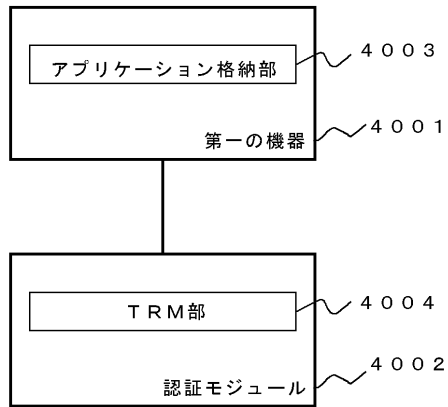 アプリケーション格納部
４００３
第一の機器
４００１
ＴＲＭ部
４００４
認証モジュール
４００２